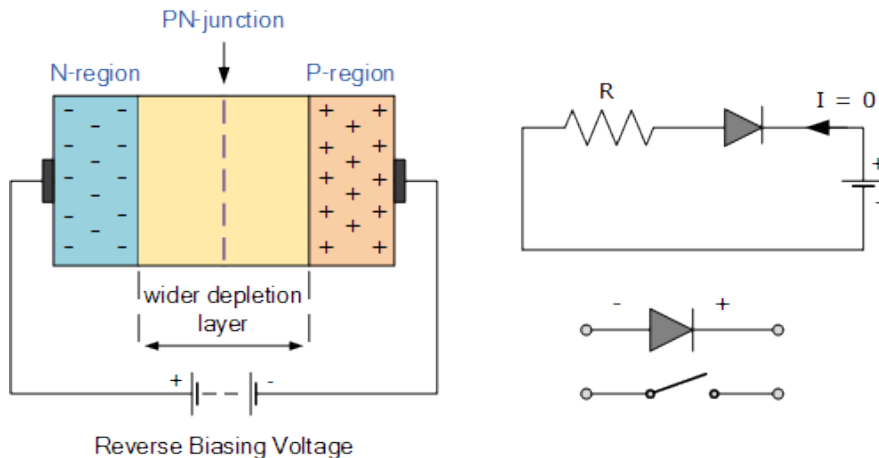 PN-junction
N-region
P-region
- - - - - - - - - - -
+ + + + + + + + + + + + +
wider depletion
layer
+ -
Reverse Biasing Voltage
R
I = 0
+
-
- +